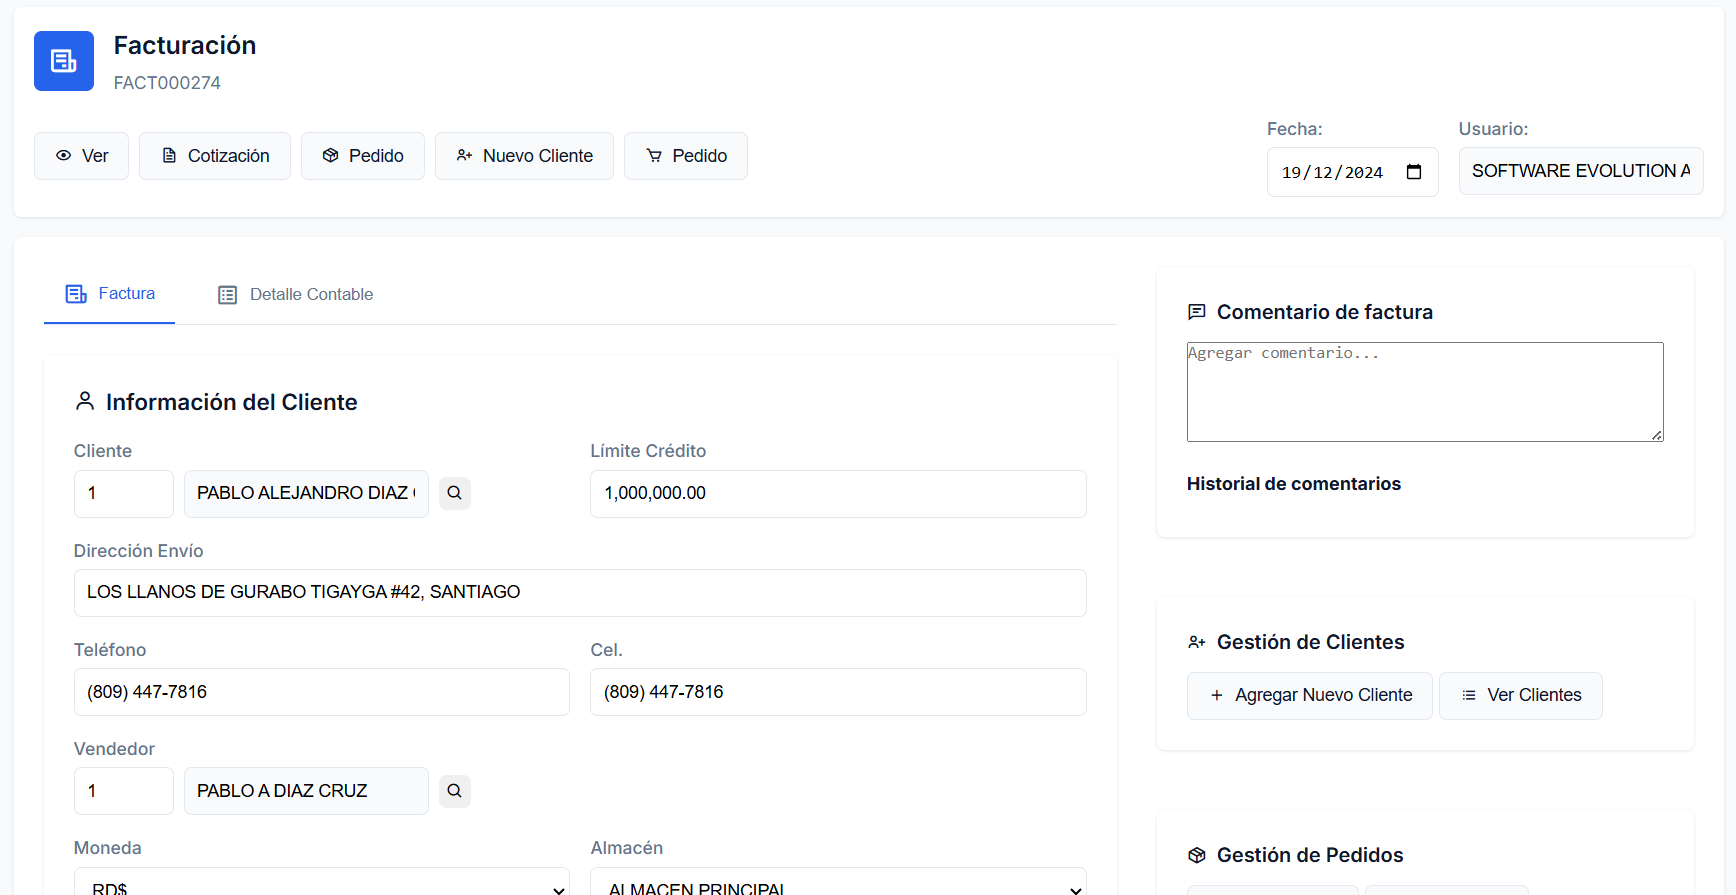 Facturación
FACT000274
Ver
Cotización
Pedido
Nuevo Cliente
Pedido
Fecha:
19/12/2024
Usuario:
SOFTWARE EVOLUTION A
Factura
Detalle Contable
Información del Cliente
Cliente
1
PABLO ALEJANDRO DIAZ
Límite Crédito
1,000,000.00
Dirección Envío
LOS LLANOS DE GURABO TIGAYGA #42, SANTIAGO
Teléfono
(809) 447-7816
Cel.
(809) 447-7816
Vendedor
1
PABLO A DIAZ CRUZ
Moneda
RD$
Almacén
ALMACEN PRINCIPAL
Comentario de factura
Agregar comentario...
Historial de comentarios
Gestión de Clientes
Agregar Nuevo Cliente
Ver Clientes
Gestión de Pedidos